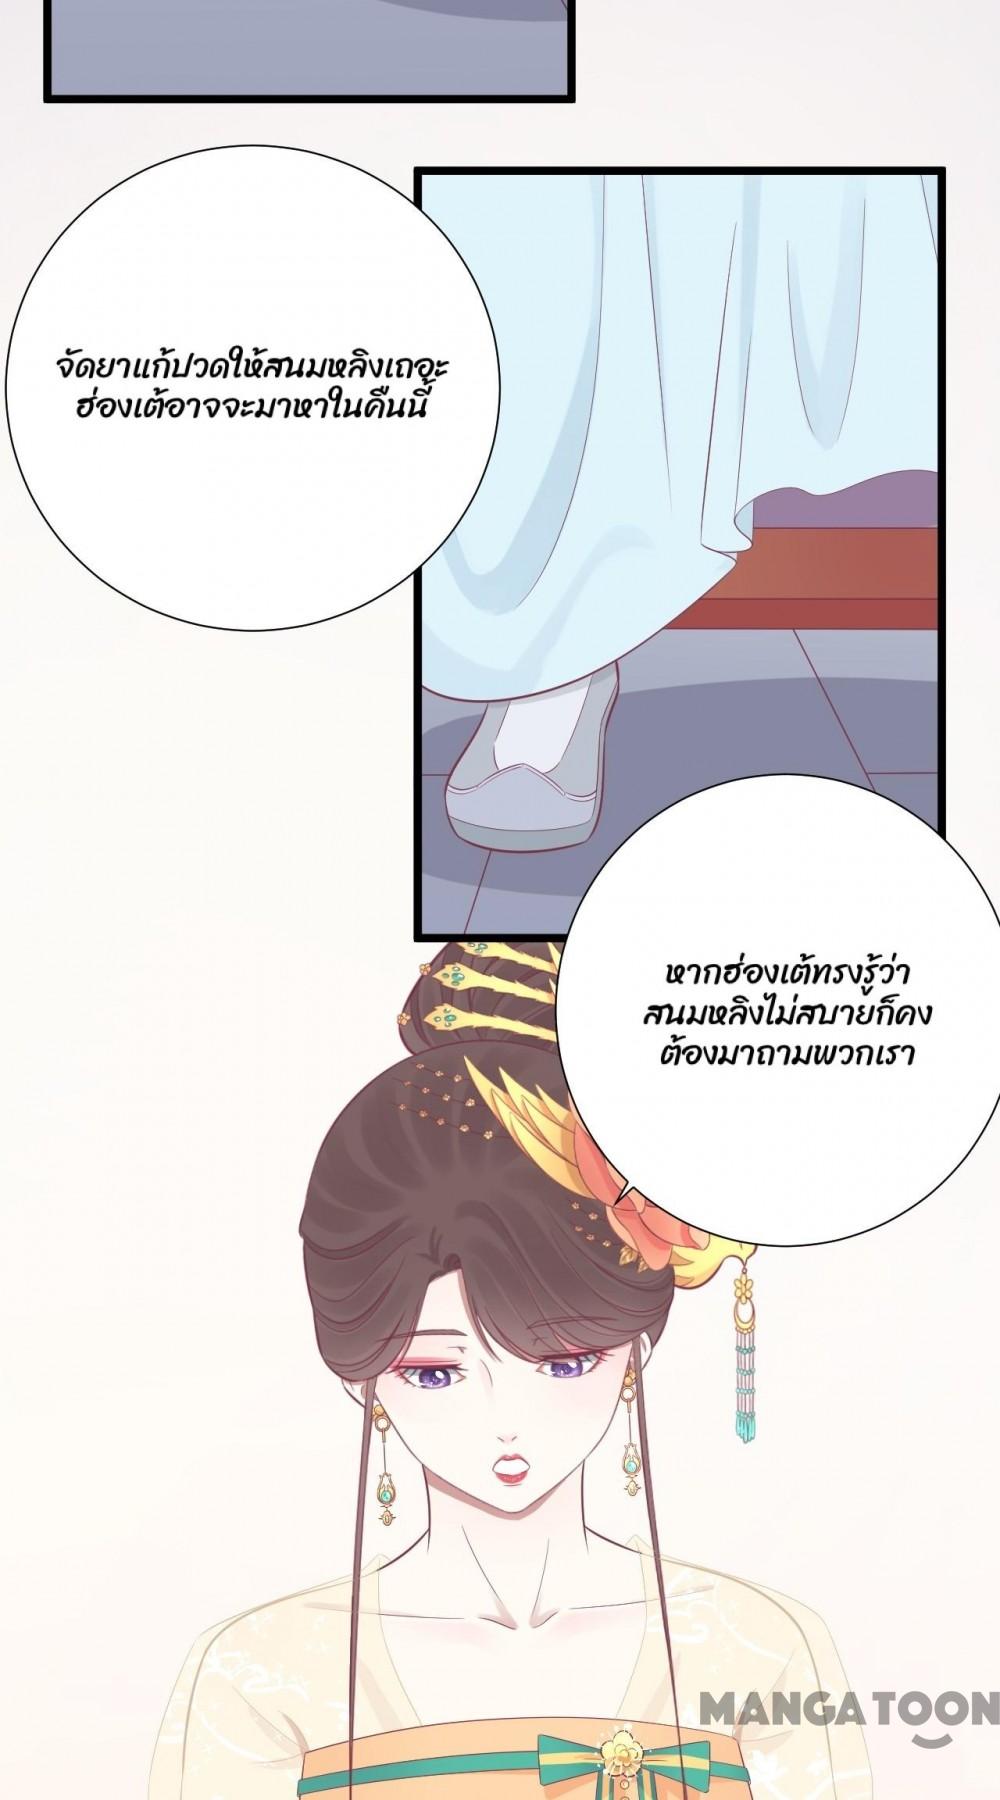 จัดยาแก้ปวดให้สนมหลิงเถอะ
ฮ่องเต้อาจจะมาหาในคืนนี้
หากฮ่องเต้ทรงรู้ว่า
สนมหลิงไม่สบายก็คง
ต้องมาถามพวกเรา
MANGATOON